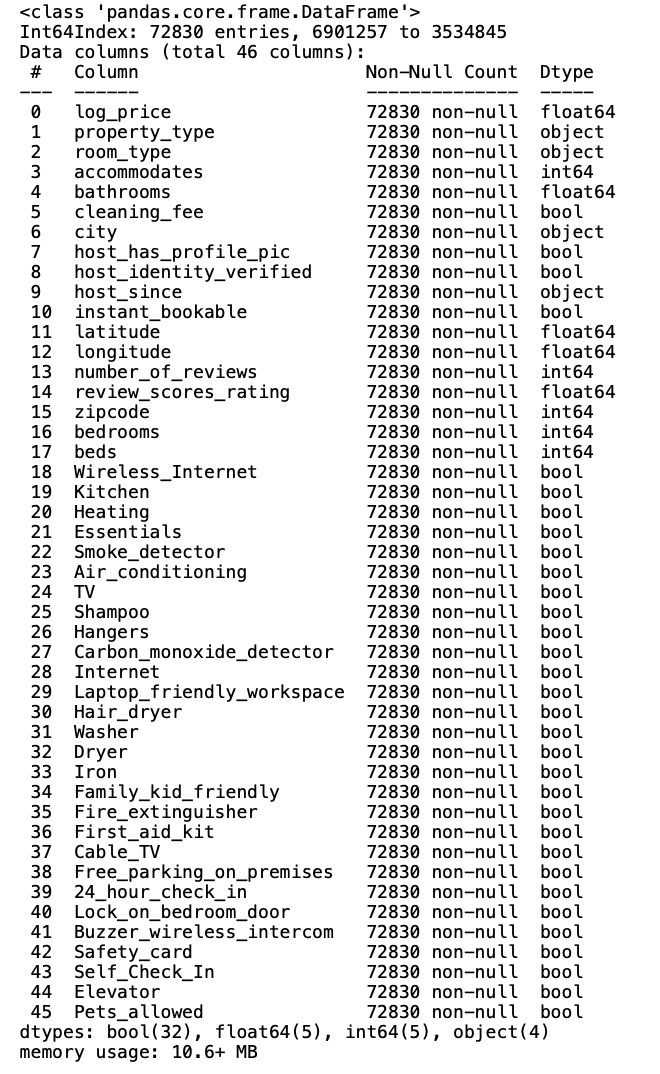 <class 'pandas.core.frame.DataFrame'>
Int64Index: 72830 entries, 6901257 to 3534845
Data columns (total 46 columns):
 #   Column                     Non-Null Count  Dtype
---  ------                     --------------  -----
 0   log_price                  72830 non-null  float64
 1   property_type              72830 non-null  object
 2   room_type                  72830 non-null  object
 3   accommodates               72830 non-null  int64
 4   bathrooms                  72830 non-null  float64
 5   cleaning_fee               72830 non-null  bool
 6   city                       72830 non-null  object
 7   host_has_profile_pic       72830 non-null  bool
 8   host_identity_verified     72830 non-null  bool
 9   host_since                 72830 non-null  object
 10  instant_bookable           72830 non-null  bool
 11  latitude                   72830 non-null  float64
 12  longitude                  72830 non-null  float64
 13  number_of_reviews          72830 non-null  int64
 14  review_scores_rating       72830 non-null  float64
 15  zipcode                    72830 non-null  int64
 16  bedrooms                   72830 non-null  int64
 17  beds                       72830 non-null  int64
 18  Wireless_Internet          72830 non-null  bool
 19  Kitchen                    72830 non-null  bool
 20  Heating                    72830 non-null  bool
 21  Essentials                 72830 non-null  bool
 22  Smoke_detector             72830 non-null  bool
 23  Air_conditioning           72830 non-null  bool
 24  TV                         72830 non-null  bool
 25  Shampoo                    72830 non-null  bool
 26  Hangers                    72830 non-null  bool
 27  Carbon_monoxide_detector   72830 non-null  bool
 28  Internet                   72830 non-null  bool
 29  Laptop_friendly_workspace  72830 non-null  bool
 30  Hair_dryer                 72830 non-null  bool
 31  Washer                     72830 non-null  bool
 32  Dryer                      72830 non-null  bool
 33  Iron                       72830 non-null  bool
 34  Family_kid_friendly        72830 non-null  bool
 35  Fire_extinguisher          72830 non-null  bool
 36  First_aid_kit              72830 non-null  bool
 37  Cable_TV                   72830 non-null  bool
 38  Free_parking_on_premises   72830 non-null  bool
 39  24_hour_check_in           72830 non-null  bool
 40  Lock_on_bedroom_door       72830 non-null  bool
 41  Buzzer_wireless_intercom   72830 non-null  bool
 42  Safety_card                72830 non-null  bool
 43  Self_Check_In              72830 non-null  bool
 44  Elevator                   72830 non-null  bool
 45  Pets_allowed               72830 non-null  bool
dtypes: bool(32), float64(5), int64(5), object(4)
memory usage: 10.6+ MB